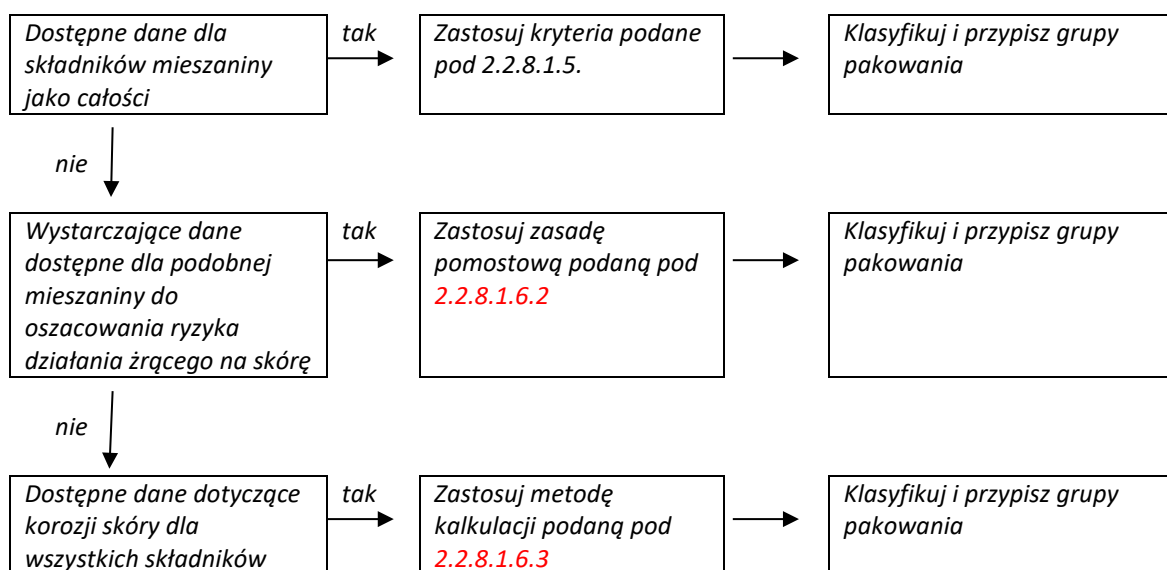 Dostępne dane dla
składników mieszaniny
jako całości
tak
Zastosuj kryteria podane
pod 2.2.8.1.5.
Klasyfikuj i przypisz grupy
pakowania
nie
Wystarczające dane
dostępne dla podobnej
mieszaniny do
oszacowania ryzyka
działania żrącego na skórę
tak
Zastosuj zasadę
pomostową podaną pod
2.2.8.1.6.2
Klasyfikuj i przypisz grupy
pakowania
nie
Dostępne dane dotyczące
korozji skóry dla
wszystkich składników
tak
Zastosuj metodę
kalkulacji podaną pod
2.2.8.1.6.3
Klasyfikuj i przypisz grupy
pakowania